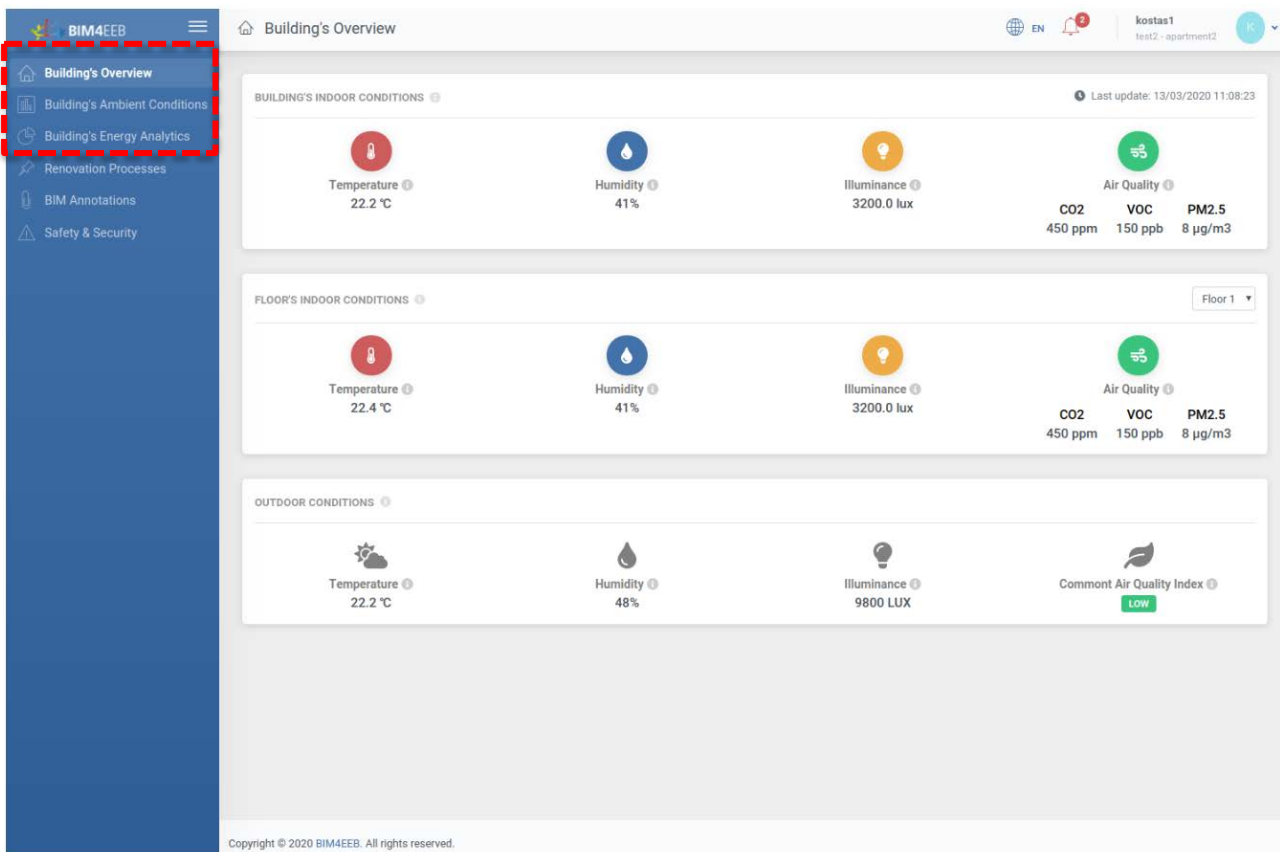 BIM4EEB
Building's Overview
EN
2
kostas1
test2 - apartment2
K
Building's Overview
Building's Ambient Conditions
Building's Energy Analytics
Renovation Processes
BIM Annotations
Safety & Security
BUILDING'S INDOOR CONDITIONS
Last update: 13/03/2020 11:08:23
Temperature
22.2 ℃
Humidity
41%
Illuminance
3200.0 lux
Air Quality
CO2 VOC PM2.5
450 ppm 150 ppb 8 μg/m3
FLOOR'S INDOOR CONDITIONS
Floor 1
Temperature
22.4 ℃
Humidity
41%
Illuminance
3200.0 lux
Air Quality
CO2 VOC PM2.5
450 ppm 150 ppb 8 μg/m3
OUTDOOR CONDITIONS
Temperature
22.2 ℃
Humidity
48%
Illuminance
9800 LUX
Commont Air Quality Index
LOW
Copyright © 2020 BIM4EEB. All rights reserved.